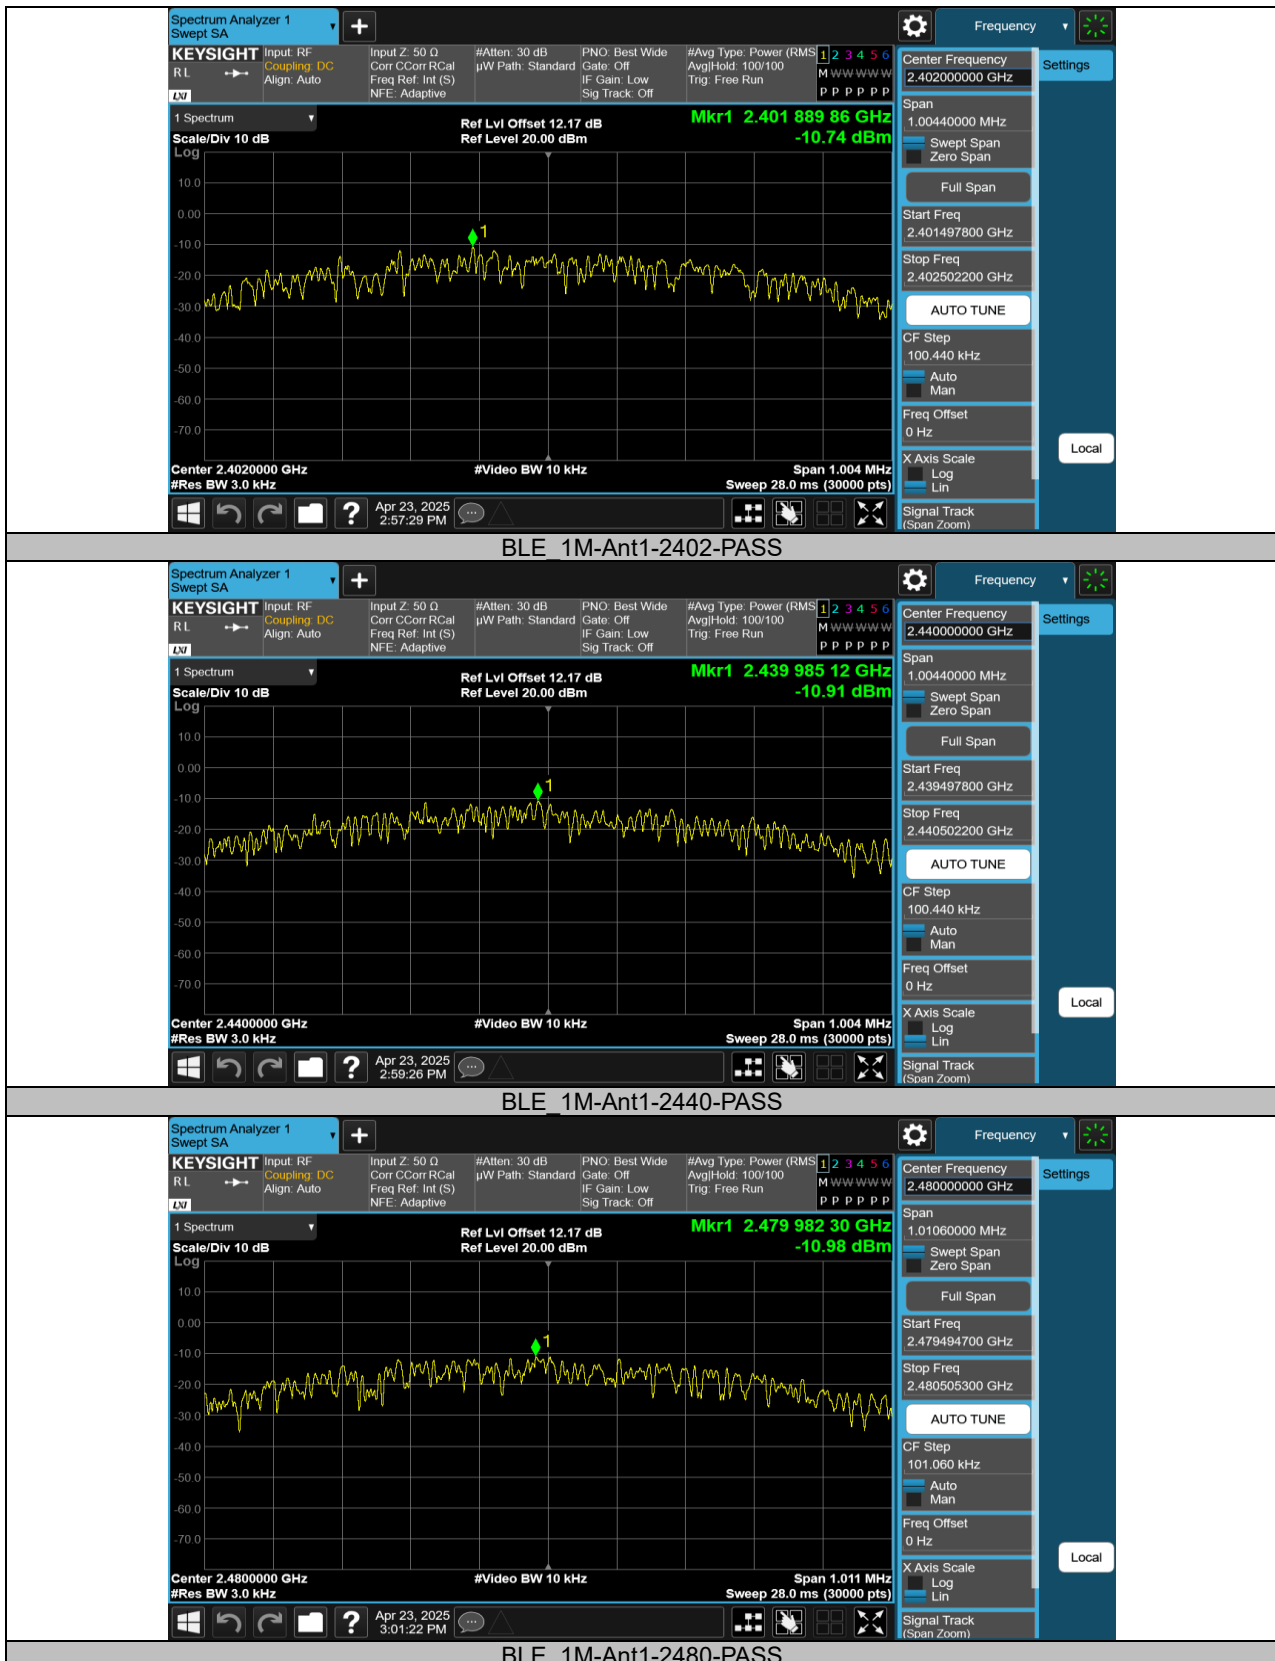 Spectrum Analyzer 1
Swept SA
+
Frequency
KEYSIGHT
RL
LXI
Input: RF
Coupling: DC
Align: Auto
Input Z: 50 Ω
Corr CCorr RCal
Freq Ref: Int (S)
NFE: Adaptive
#Atten: 30 dB
µW Path: Standard
PNO: Best Wide
Gate: Off
IF Gain: Low
Sig Track: Off
#Avg Type: Power (RMS
Avg|Hold: 100/100
Trig: Free Run
1 2 3 4 5 6
M W W W W W
P P P P P P
1 Spectrum
Scale/Div 10 dB
Log
Ref Lvl Offset 12.17 dB
Ref Level 20.00 dBm
Mkr1 2.401 889 86 GHz
-10.74 dBm
1
10.0
0.00
-10.0
-20.0
-30.0
-40.0
-50.0
-60.0
-70.0
Center 2.4020000 GHz
#Res BW 3.0 kHz
#Video BW 10 kHz
Span 1.004 MHz
Sweep 28.0 ms (30000 pts)
Center Frequency
2.402000000 GHz
Span
1.00440000 MHz
Swept Span
Zero Span
Full Span
Start Freq
2.401497800 GHz
Stop Freq
2.402502200 GHz
AUTO TUNE
CF Step
100.440 kHz
Auto
Man
Freq Offset
0 Hz
X Axis Scale
Log
Lin
Signal Track
(Span Zoom)
Settings
Local
?
Apr 23, 2025
2:57:29 PM
BLE_1M-Ant1-2402-PASS
Spectrum Analyzer 1
Swept SA
+
Frequency
KEYSIGHT
RL
LXI
Input: RF
Coupling: DC
Align: Auto
Input Z: 50 Ω
Corr CCorr RCal
Freq Ref: Int (S)
NFE: Adaptive
#Atten: 30 dB
µW Path: Standard
PNO: Best Wide
Gate: Off
IF Gain: Low
Sig Track: Off
#Avg Type: Power (RMS
Avg|Hold: 100/100
Trig: Free Run
1 2 3 4 5 6
M W W W W W
P P P P P P
1 Spectrum
Scale/Div 10 dB
Log
Ref Lvl Offset 12.17 dB
Ref Level 20.00 dBm
Mkr1 2.439 985 12 GHz
-10.91 dBm
1
10.0
0.00
-10.0
-20.0
-30.0
-40.0
-50.0
-60.0
-70.0
Center 2.4400000 GHz
#Res BW 3.0 kHz
#Video BW 10 kHz
Span 1.004 MHz
Sweep 28.0 ms (30000 pts)
Center Frequency
2.440000000 GHz
Span
1.00440000 MHz
Swept Span
Zero Span
Full Span
Start Freq
2.439497800 GHz
Stop Freq
2.440502200 GHz
AUTO TUNE
CF Step
100.440 kHz
Auto
Man
Freq Offset
0 Hz
X Axis Scale
Log
Lin
Signal Track
(Span Zoom)
Settings
Local
?
Apr 23, 2025
2:59:26 PM
BLE_1M-Ant1-2440-PASS
Spectrum Analyzer 1
Swept SA
+
Frequency
KEYSIGHT
RL
LXI
Input: RF
Coupling: DC
Align: Auto
Input Z: 50 Ω
Corr CCorr RCal
Freq Ref: Int (S)
NFE: Adaptive
#Atten: 30 dB
µW Path: Standard
PNO: Best Wide
Gate: Off
IF Gain: Low
Sig Track: Off
#Avg Type: Power (RMS
Avg|Hold: 100/100
Trig: Free Run
1 2 3 4 5 6
M W W W W W
P P P P P P
1 Spectrum
Scale/Div 10 dB
Log
Ref Lvl Offset 12.17 dB
Ref Level 20.00 dBm
Mkr1 2.479 982 30 GHz
-10.98 dBm
1
10.0
0.00
-10.0
-20.0
-30.0
-40.0
-50.0
-60.0
-70.0
Center 2.4800000 GHz
#Res BW 3.0 kHz
#Video BW 10 kHz
Span 1.011 MHz
Sweep 28.0 ms (30000 pts)
Center Frequency
2.480000000 GHz
Span
1.01060000 MHz
Swept Span
Zero Span
Full Span
Start Freq
2.479494700 GHz
Stop Freq
2.480505300 GHz
AUTO TUNE
CF Step
101.060 kHz
Auto
Man
Freq Offset
0 Hz
X Axis Scale
Log
Lin
Signal Track
(Span Zoom)
Settings
Local
?
Apr 23, 2025
3:01:22 PM
BLE_1M-Ant1-2480-PASS